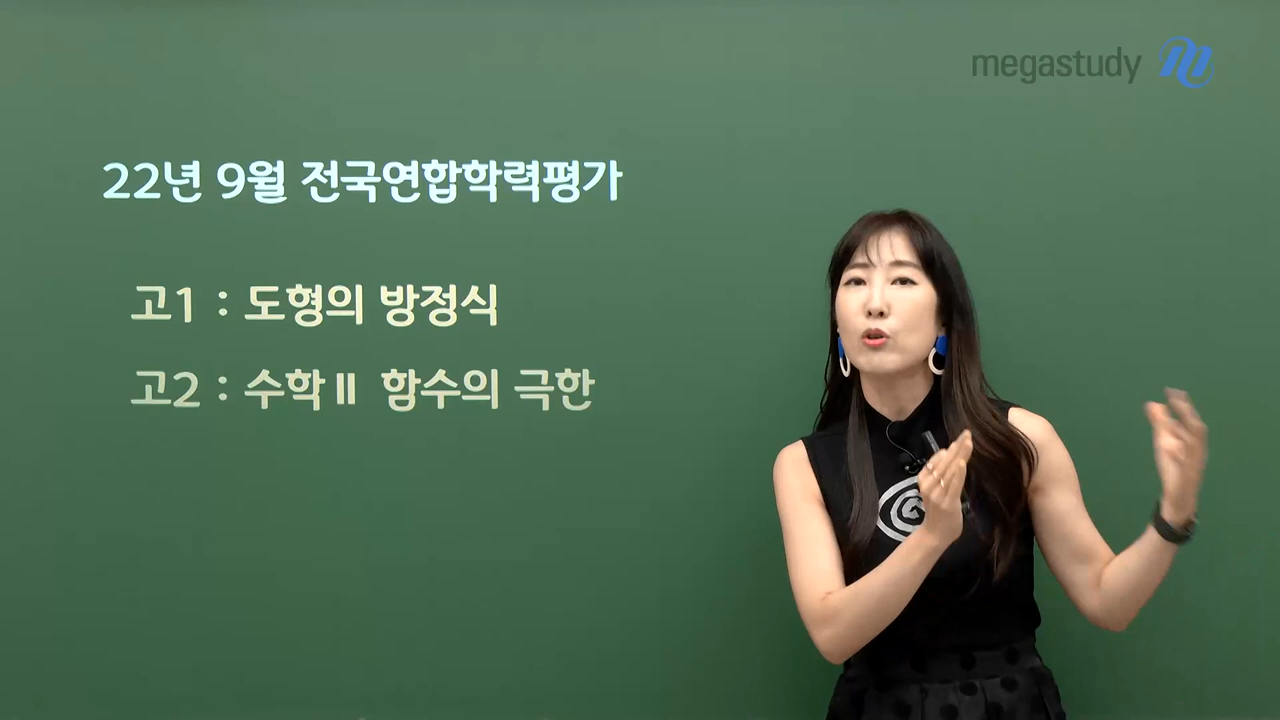 megastudy
22년 9월 전국연합학력평가
고1 : 도형의 방정식
고2 : 수학Ⅱ 함수의 극한